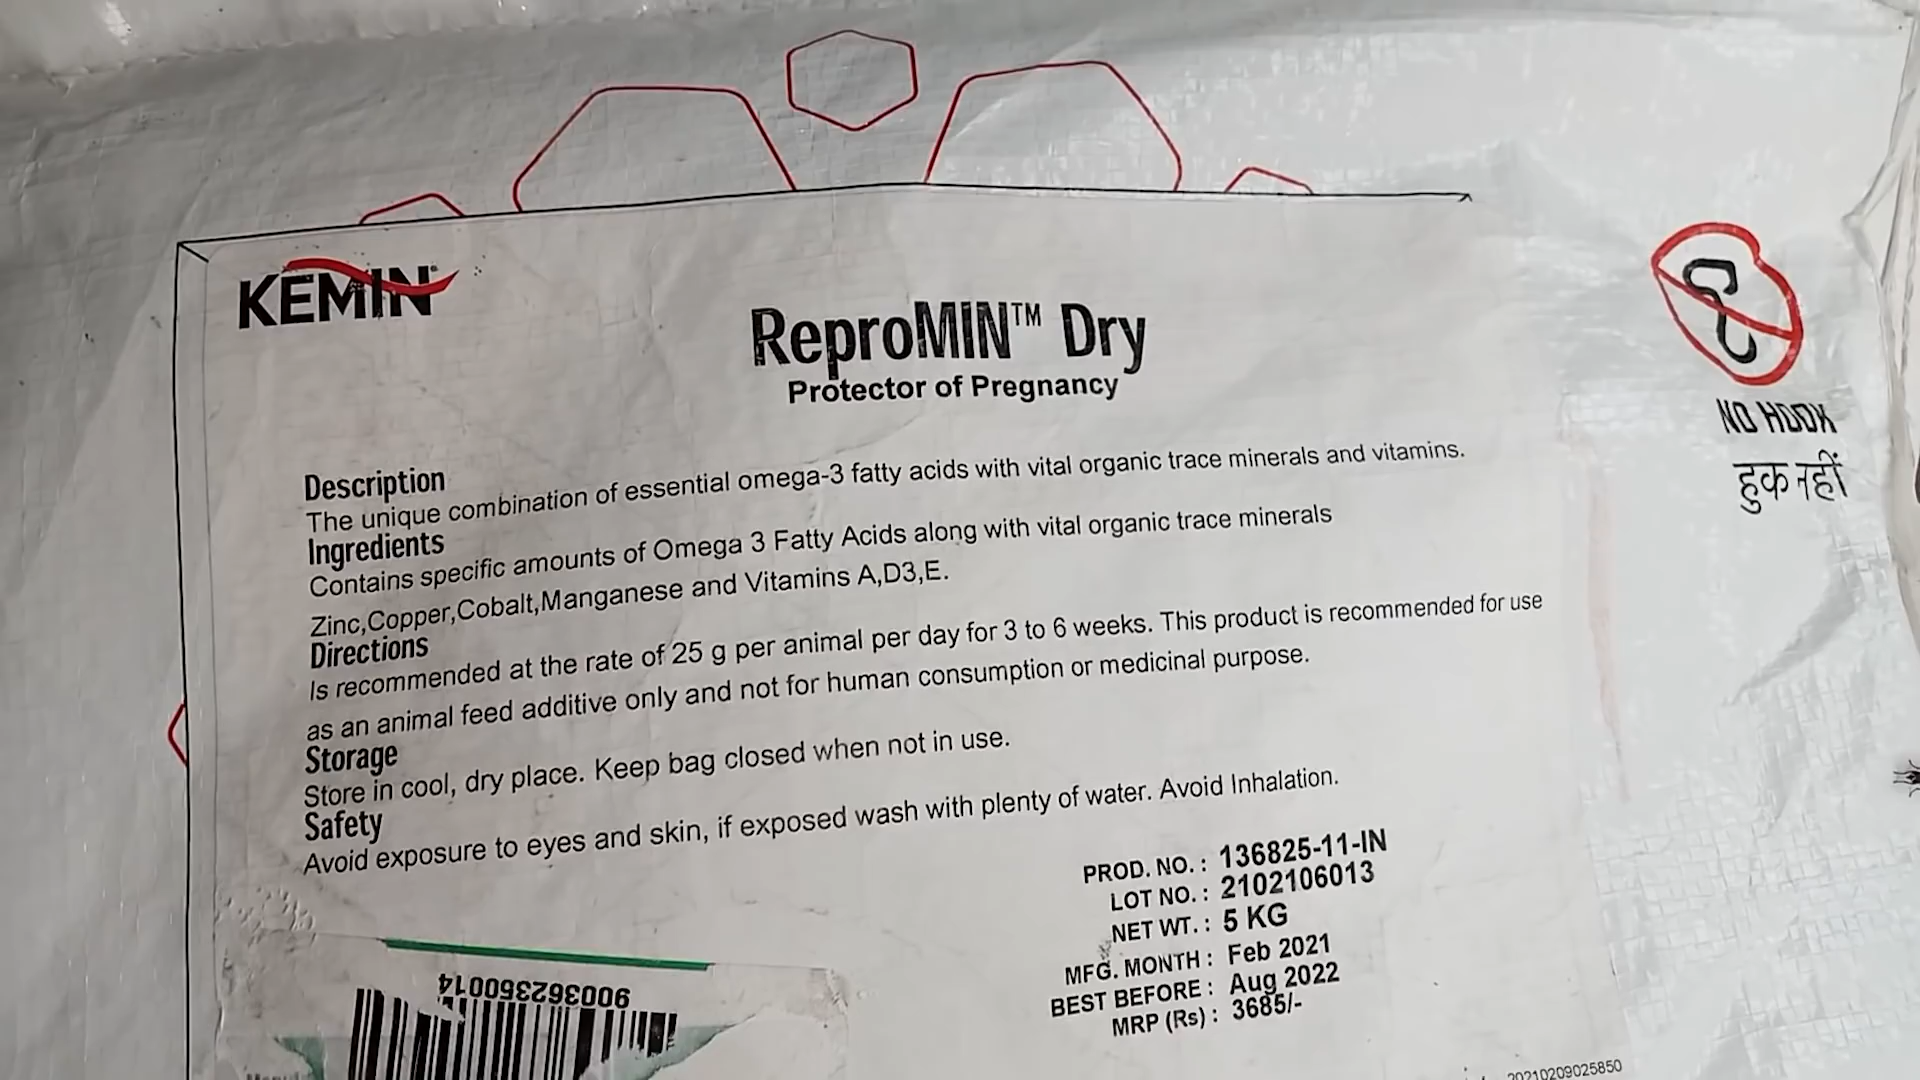 KEMIN®
ReproMIN™ Dry
Protector of Pregnancy
NO HOOK
हुक नहीं
Description
The unique combination of essential omega-3 fatty acids with vital organic trace minerals and vitamins.
Ingredients
Contains specific amounts of Omega 3 Fatty Acids along with vital organic trace minerals
Zinc,Copper,Cobalt,Manganese and Vitamins A,D3,E.
Directions
Is recommended at the rate of 25 g per animal per day for 3 to 6 weeks. This product is recommended for use
as an animal feed additive only and not for human consumption or medicinal purpose.
Storage
Store in cool, dry place. Keep bag closed when not in use.
Safety
Avoid exposure to eyes and skin, if exposed wash with plenty of water. Avoid Inhalation.
PROD. NO. : 136825-11-IN
LOT NO. : 2102106013
NET WT. : 5 KG
MFG. MONTH : Feb 2021
BEST BEFORE : Aug 2022
MRP (Rs) : 3685/-
900362360014
20210209025850